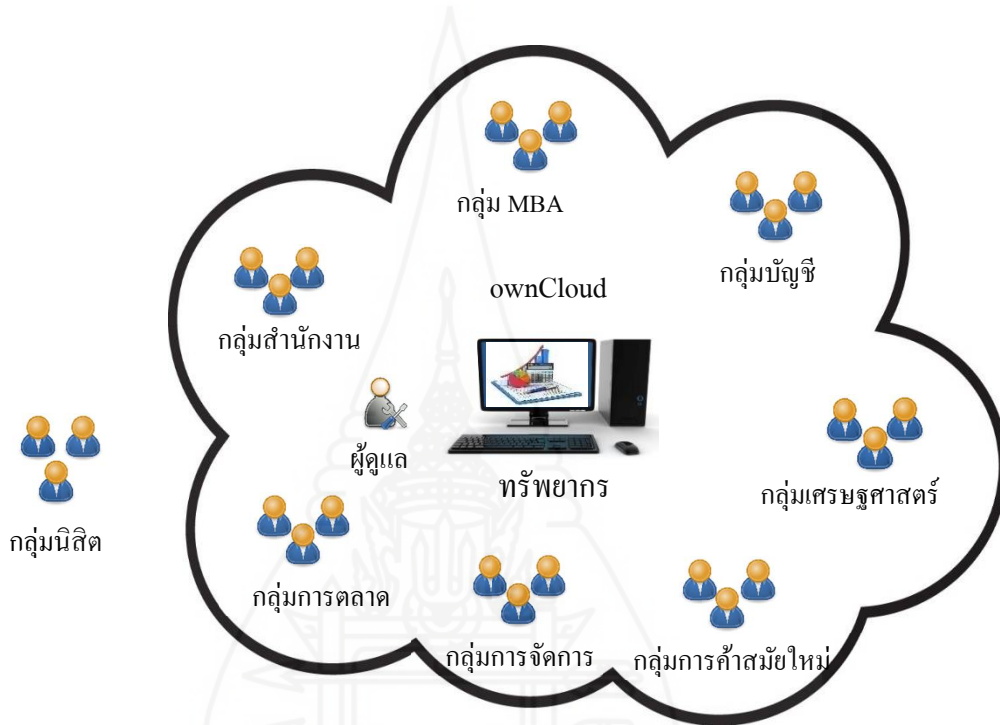 กลุ่ม MBA
กลุ่มบัญชี
ownCloud
กลุ่มสำนักงาน
ผู้ดูแล
ทรัพยากร
กลุ่มเศรษฐศาสตร์
กลุ่มนิสิต
กลุ่มการตลาด
กลุ่มการจัดการ
กลุ่มการค้าสมัยใหม่